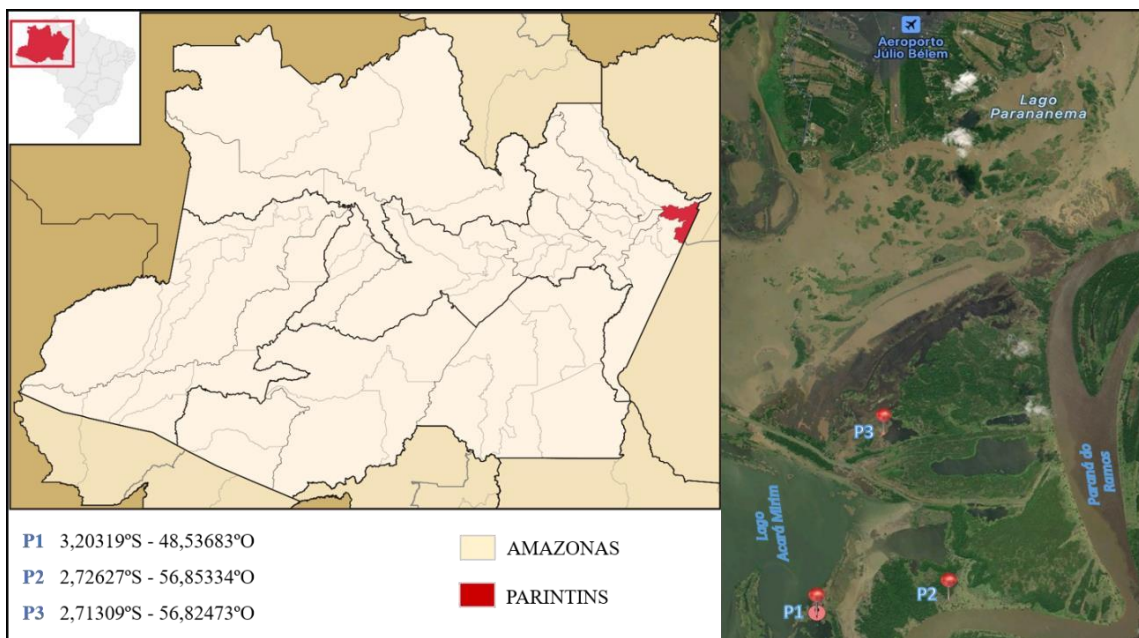 P1 3,20319ºS - 48,53683ºO
P2 2,72627ºS - 56,85334ºO
P3 2,71309ºS - 56,82473ºO
AMAZONAS
PARINTINS
Aeroporto
Júlio Bélem
Lago
Parananema
P3
Paraná do
Ramos
Lago
Acará Mirim
P2
P1